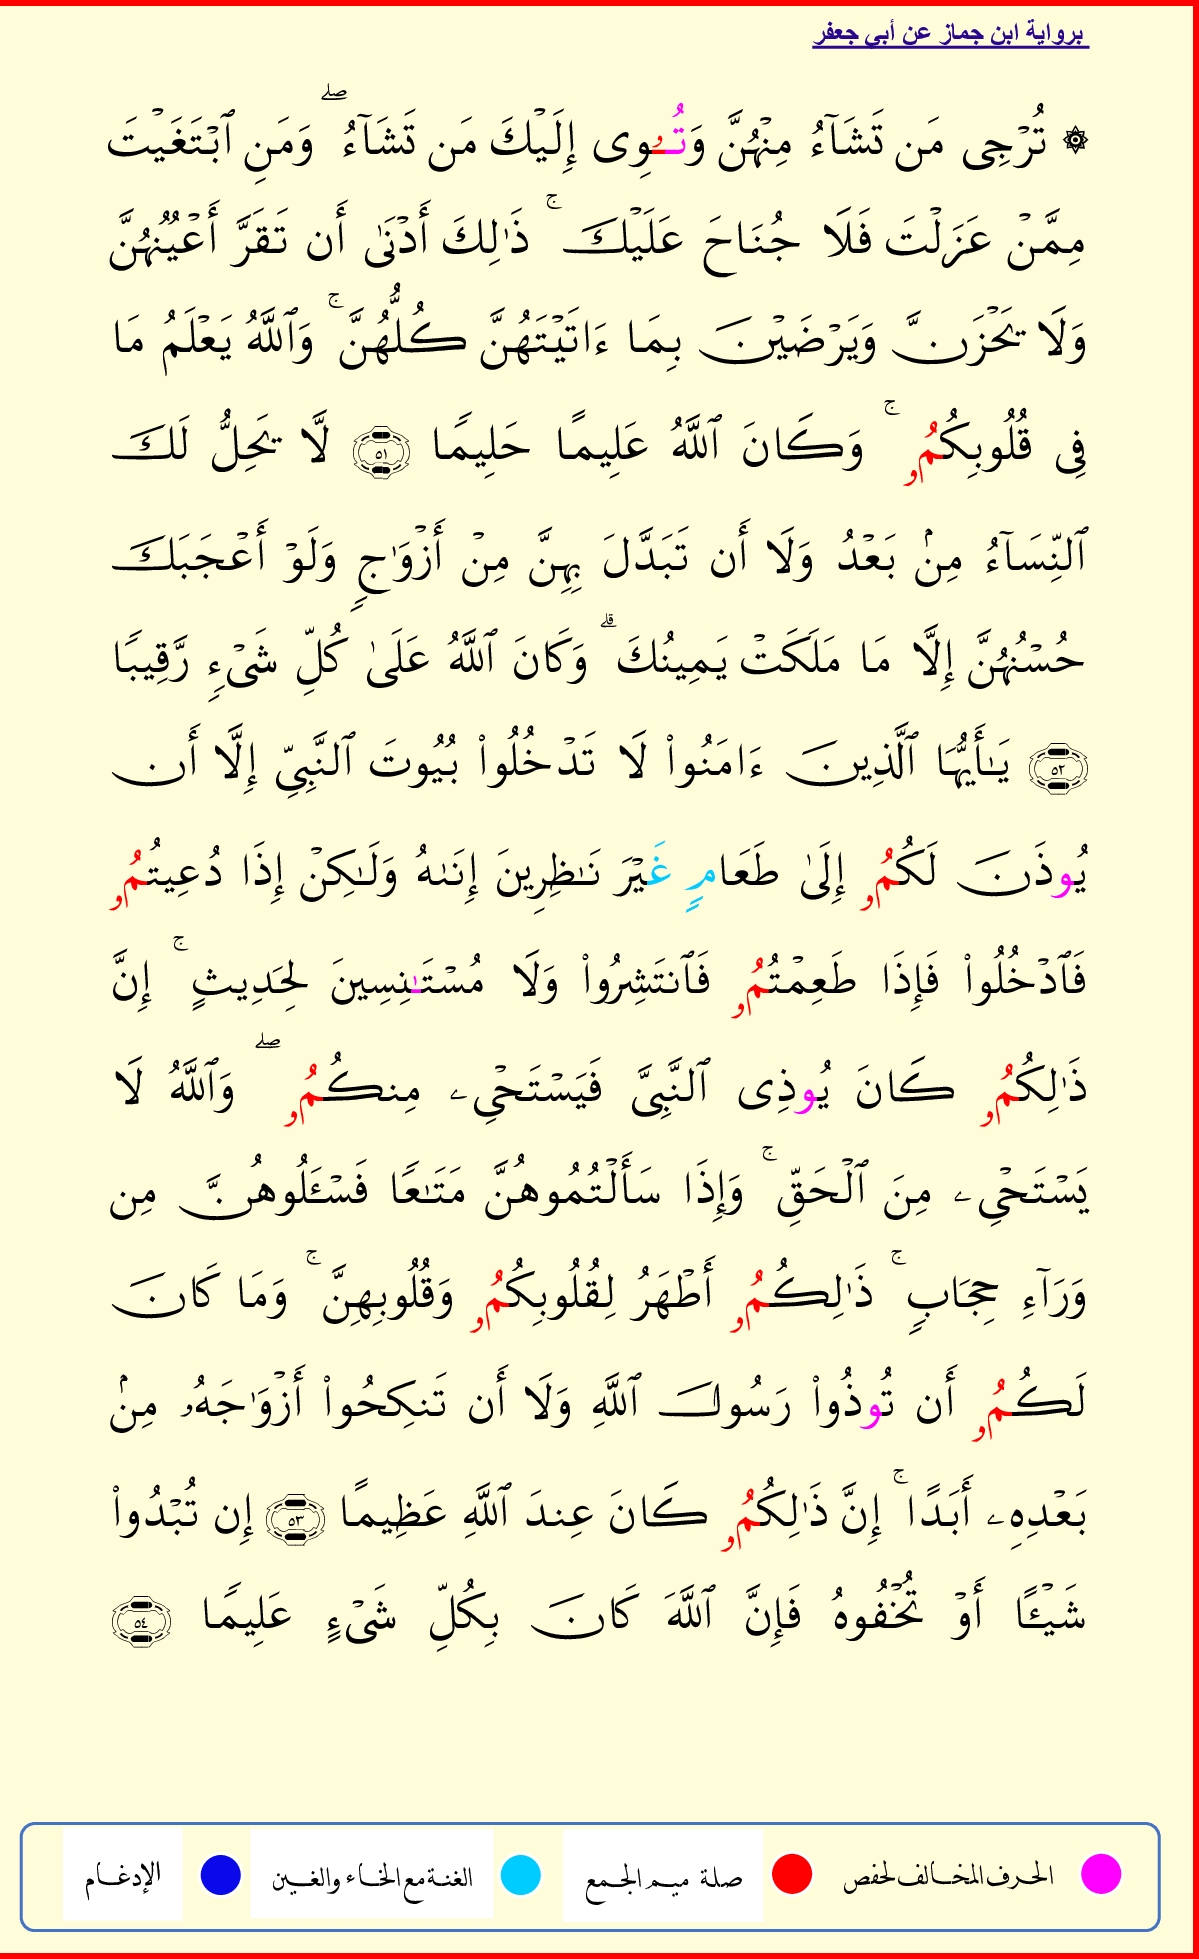 برواية ابن جماز عن أبي جعفر
۞ تُرْجِى مَن تَشَآءُ مِنْهُنَّ وَتُـْٔوِى إِلَيْكَ مَن تَشَآءُ ۖ وَمَنِ ٱبْتَغَيْتَ
مِمَّنْ عَزَلْتَ فَلَا جُنَاحَ عَلَيْكَ ۚ ذَٰلِكَ أَدْنَىٰ أَن تَقَرَّ أَعْيُنُهُنَّ
وَلَا يَحْزَنَّ وَيَرْضَيْنَ بِمَا ءَاتَيْتَهُنَّ كُلُّهُنَّ ۚ وَٱللَّهُ يَعْلَمُ مَا
فِى قُلُوبِكُمُۥ ۚ وَكَانَ ٱللَّهُ عَلِيمًا حَلِيمًا ٥١ لَّا يَحِلُّ لَكَ
ٱلنِّسَآءُ مِنۢ بَعْدُ وَلَا أَن تَبَدَّلَ بِهِنَّ مِنْ أَزْوَٰجٍ وَلَوْ أَعْجَبَكَ
حُسْنُهُنَّ إِلَّا مَا مَلَكَتْ يَمِينُكَ ۗ وَكَانَ ٱللَّهُ عَلَىٰ كُلِّ شَىْءٍ رَّقِيبًا
٥٢ يَـٰأَيُّهَا ٱلَّذِينَ ءَامَنُوا۟ لَا تَدْخُلُوا۟ بُيُوتَ ٱلنَّبِىِّ إِلَّا أَن
يُوذَنَ لَكُمُۥ إِلَىٰ طَعَامٍ غَيْرَ نَـٰظِرِينَ إِنَىٰهُ وَلَـٰكِنْ إِذَا دُعِيتُمُۥ
فَٱدْخُلُوا۟ فَإِذَا طَعِمْتُمُۥ فَٱنتَشِرُوا۟ وَلَا مُسْتَـٰنِسِينَ لِحَدِيثٍ ۚ إِنَّ
ذَٰلِكُمُۥ كَانَ يُوذِى ٱلنَّبِىَّ فَيَسْتَحْىِۦ مِنكُمُۥ ۖ وَٱللَّهُ لَا
يَسْتَحْىِۦ مِنَ ٱلْحَقِّ ۚ وَإِذَا سَأَلْتُمُوهُنَّ مَتَـٰعًا فَسْـَٔلُوهُنَّ مِن
وَرَآءِ حِجَابٍ ۚ ذَٰلِكُمُۥ أَطْهَرُ لِقُلُوبِكُمُۥ وَقُلُوبِهِنَّ ۚ وَمَا كَانَ
لَكُمُۥ أَن تُوذُوا۟ رَسُولَ ٱللَّهِ وَلَا أَن تَنكِحُوا۟ أَزْوَٰجَهُۥ مِنۢ
بَعْدِهِۦ أَبَدًا ۚ إِنَّ ذَٰلِكُمُۥ كَانَ عِندَ ٱللَّهِ عَظِيمًا ٥٣ إِن تُبْدُوا۟
شَيْـًٔا أَوْ تُخْفُوهُ فَإِنَّ ٱللَّهَ كَانَ بِكُلِّ شَىْءٍ عَلِيمًا ٥٤
الحرف المخالف لحفص صلة ميم الجمع الغنة مع الخاء والغين الإدغام